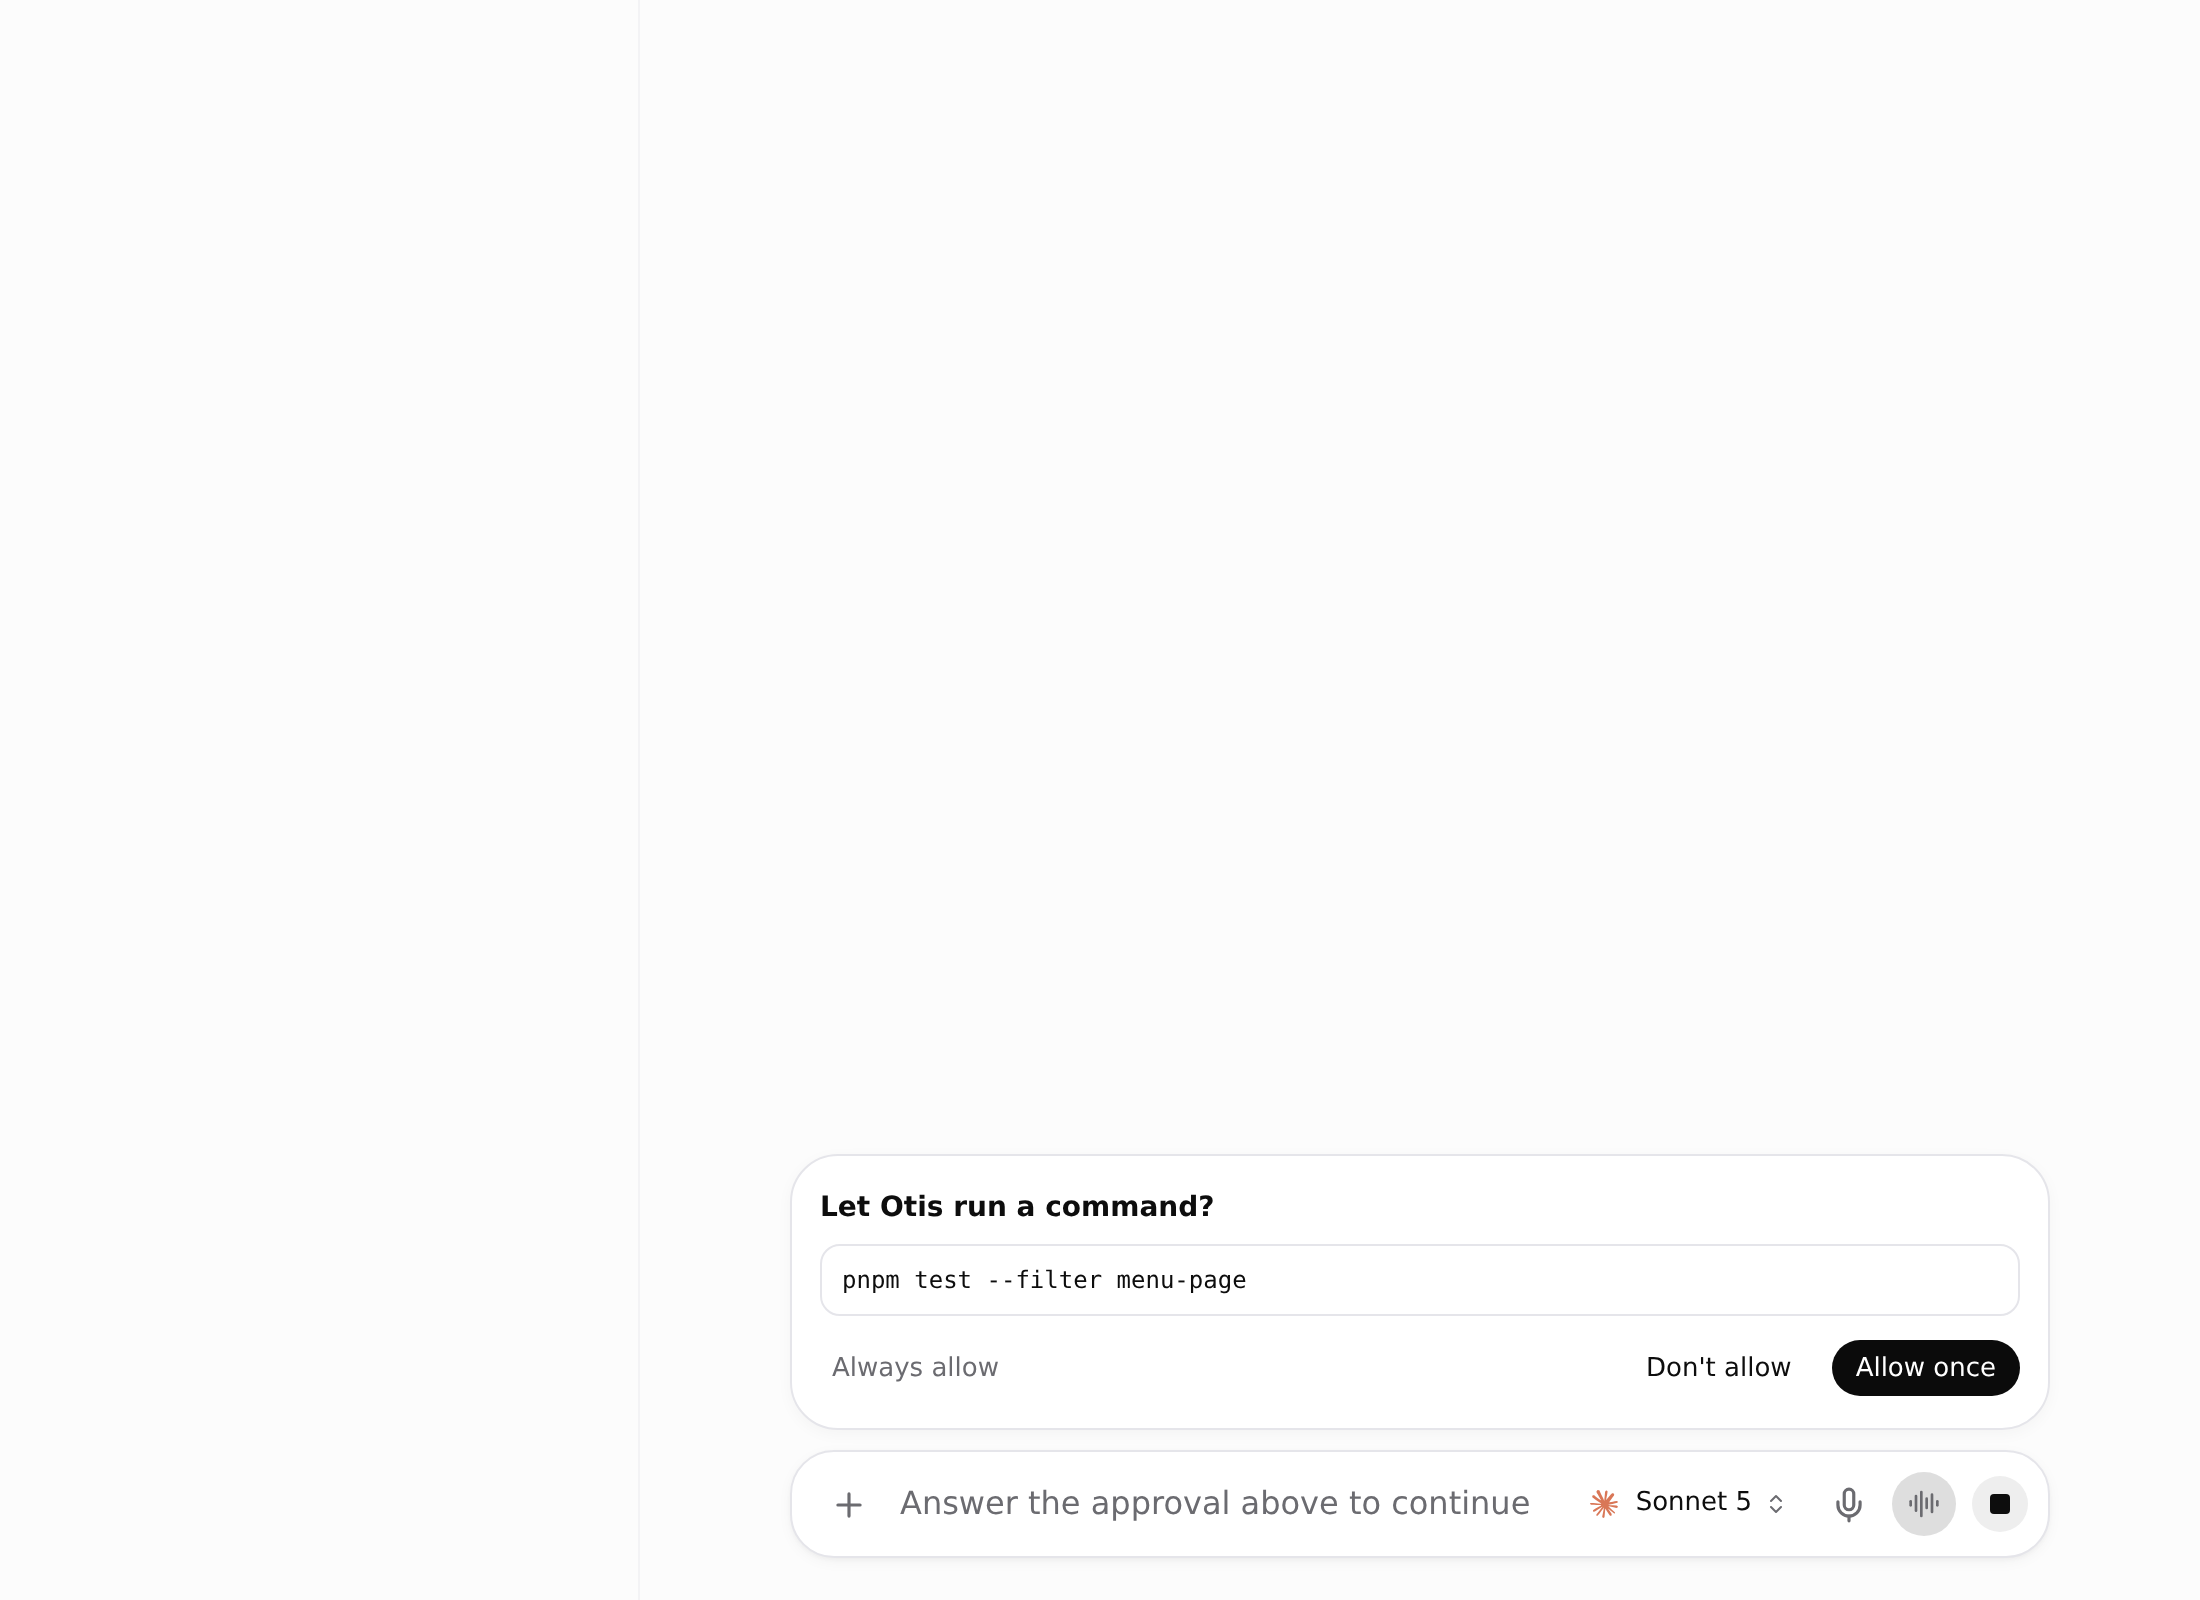 Let Otis run a command?
pnpm test --filter menu-page
Always allow
Don't allow
Allow once
Answer the approval above to continue
Sonnet 5